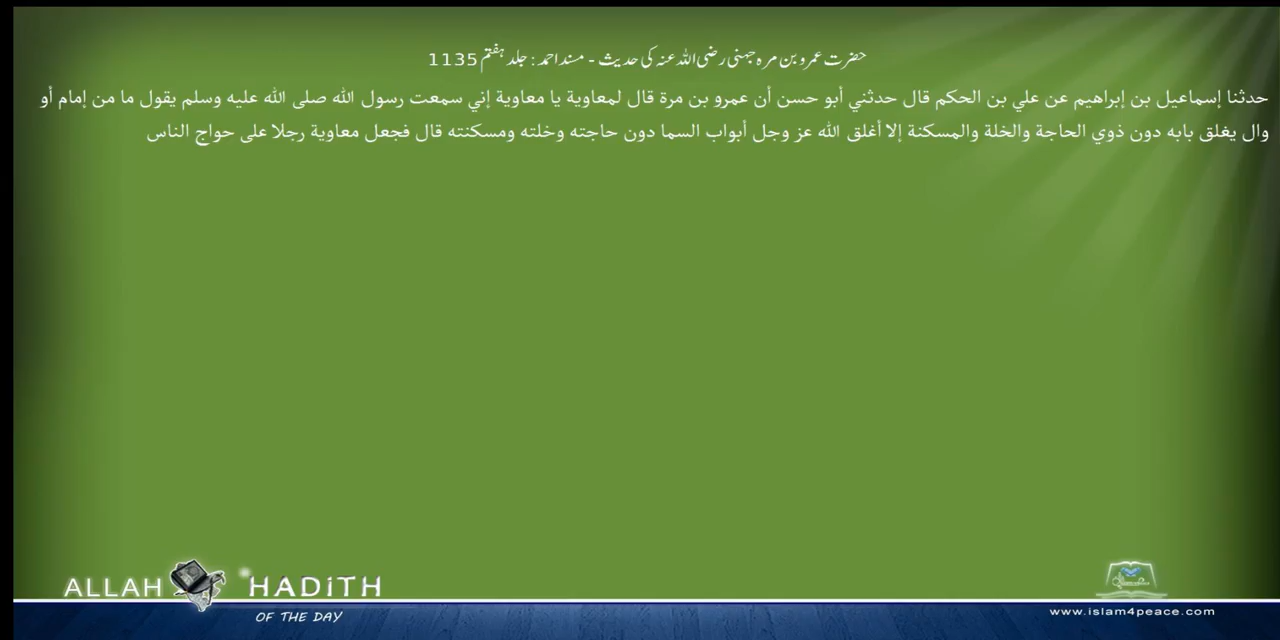 حضرت عمرو بن مرہ جہنی رضی اللہ عنہ کی حدیث - مسند احمد : جلد ہفتم 1135
حدثنا إسماعيل بن إبراهيم عن علي بن الحكم قال حدثني أبو حسن أن عمرو بن مرة قال لمعاوية يا معاوية إني سمعت رسول الله صلى الله عليه وسلم يقول ما من إمام أو
وال يغلق بابه دون ذوي الحاجة والخلة والمسكنة إلا أغلق الله عز وجل أبواب السما دون حاجته وخلته ومسكنته قال فجعل معاوية رجلا على حواج الناس
ALLAH HADITH
OF THE DAY
www.islam4peace.com